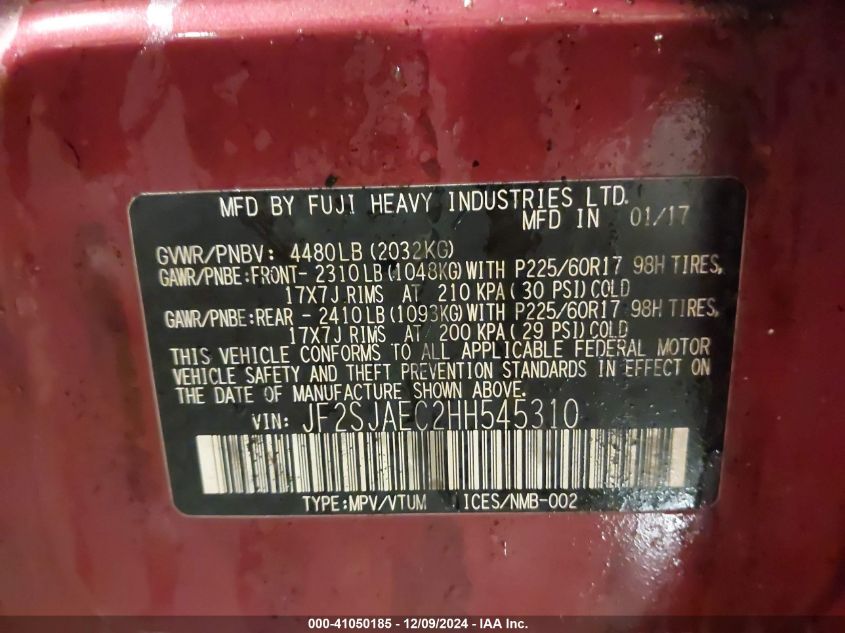 MFD BY FUJI HEAVY INDUSTRIES LTD.
MFD IN 01/17
GVWR/PNBV: 4480LB (2032KG)
GAWR/PNBE:FRONT- 2310LB (1048KG) WITH P225/60R17 98H TIRES,
17X7J RIMS AT 210 KPA( 30 PSI) COLD
GAWR/PNBE:REAR - 2410LB (1093KG) WITH P225/60R17 98H TIRES,
17X7J RIMS AT 200 KPA( 29 PSI) COLD
THIS VEHICLE CONFORMS TO ALL APPLICABLE FEDERAL MOTOR
VEHICLE SAFETY AND THEFT PREVENTION STANDARDS IN EFFECT ON
THE DATE OF MANUFACTURE SHOWN ABOVE.
VIN: JF2SJAEC2HH545310
TYPE:MPV/VTUM ICES/NMB-002
000-41050185 - 12/09/2024 - IAA Inc.